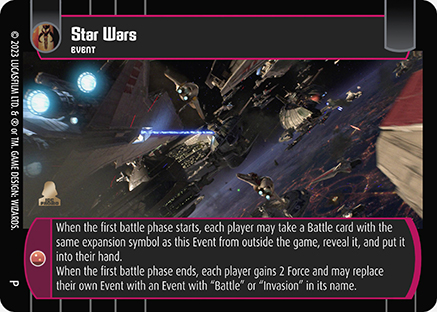 Star Wars
EVENT
© 2023 LUCASFILM LTD. & ® or TM. GAME DESIGN: WIZARDS.
P
When the first battle phase starts, each player may take a Battle card with the
same expansion symbol as this Event from outside the game, reveal it, and put it
into their hand.
When the first battle phase ends, each player gains 2 Force and may replace
their own Event with an Event with “Battle” or “Invasion” in its name.